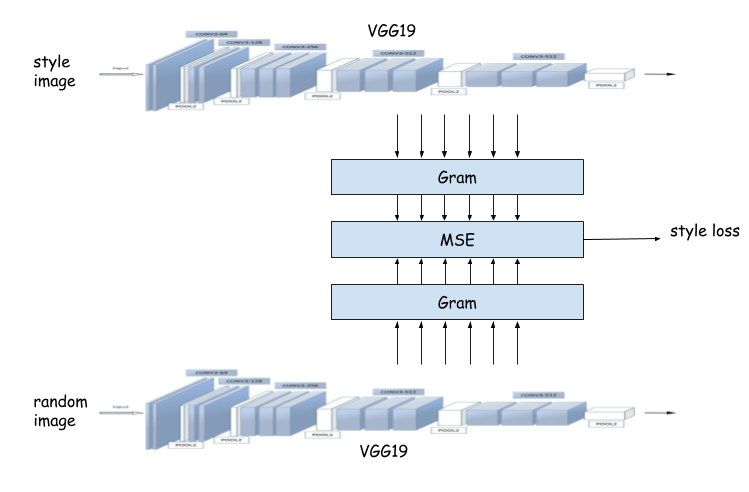 VGG19
CONV3-64
CONV3-128
CONV3-256
CONV3-512
CONV3-512
style
image
input
POOL2
POOL2
POOL2
POOL2
POOL2
Gram
MSE
style loss
Gram
CONV3-64
CONV3-128
CONV3-256
CONV3-512
CONV3-512
random
image
input
POOL2
POOL2
POOL2
POOL2
POOL2
VGG19